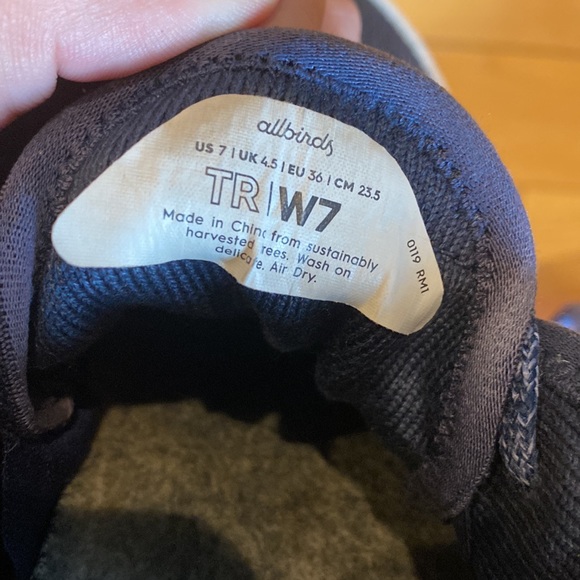 allbirds
US 7 | UK 4.5 | EU 36 | CM 23.5
TR|W7
Made in China from sustainably
harvested rees. Wash on
delicate. Air Dry.
0119 RM1